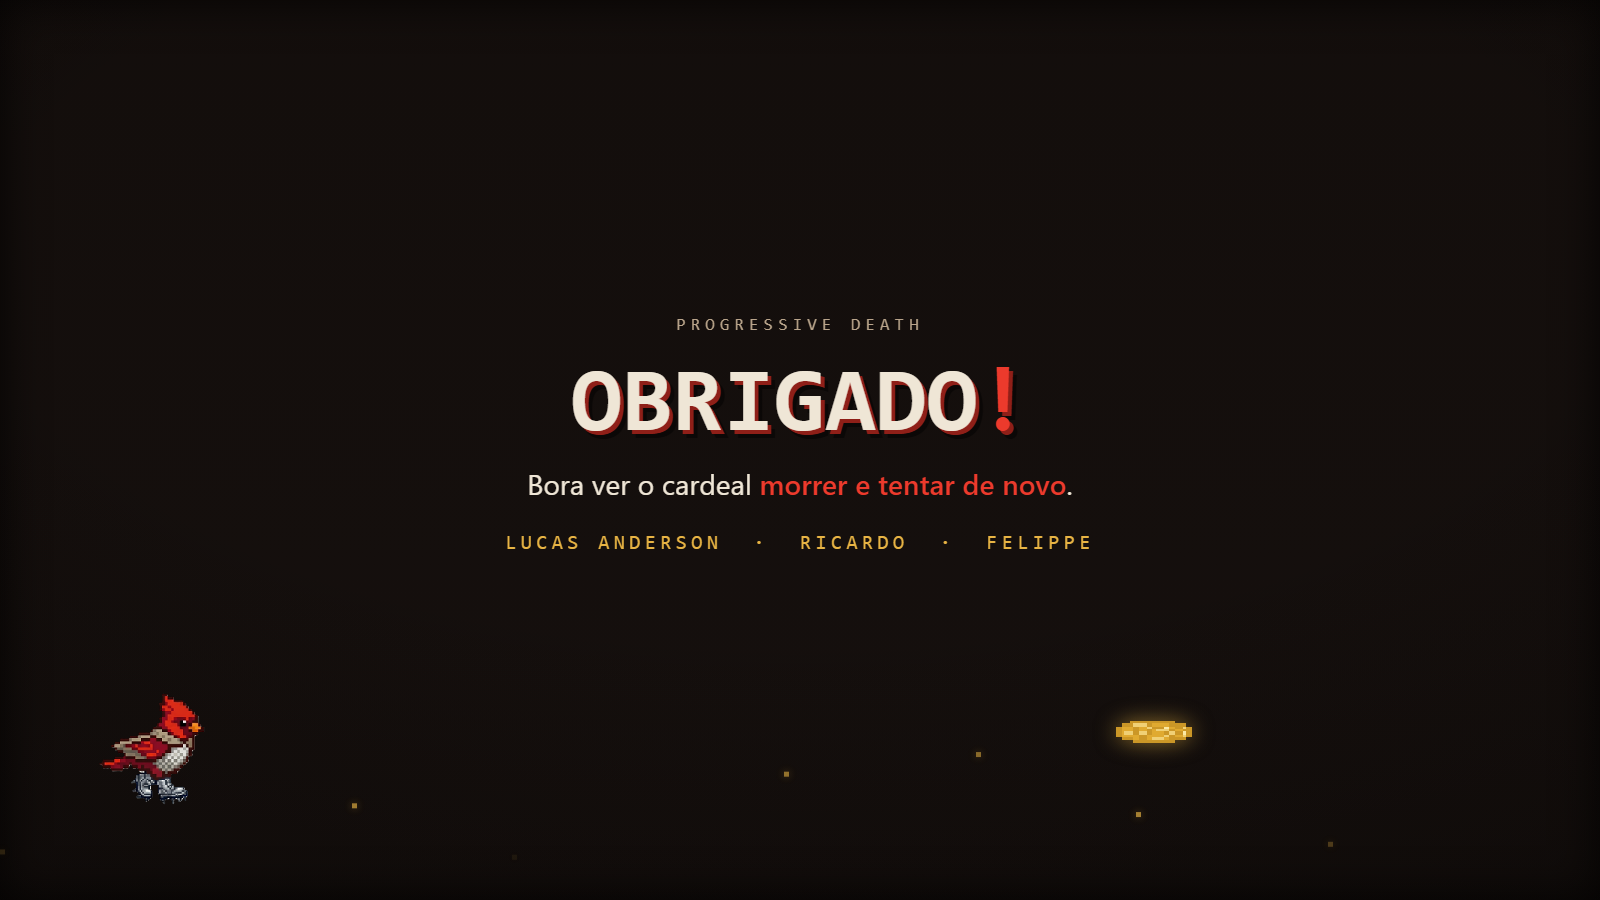 PROGRESSIVE DEATH
OBRIGADO!
Bora ver o cardeal morrer e tentar de novo.
LUCAS ANDERSON · RICARDO · FELIPPE